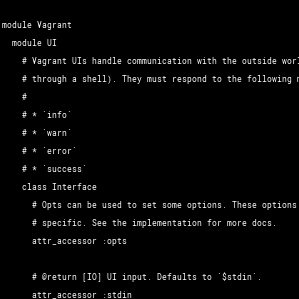 module Vagrant
  module UI
    # Vagrant UIs handle communication with the outside
    # through a shell). They must respond to the following
    #
    # * `info`
    # * `warn`
    # * `error`
    # * `success`
    class Interface
      # Opts can be used to set some options. These options
      # specific. See the implementation for more docs.
      attr_accessor :opts

      # @return [IO] UI input. Defaults to `$stdin`.
      attr_accessor :stdin